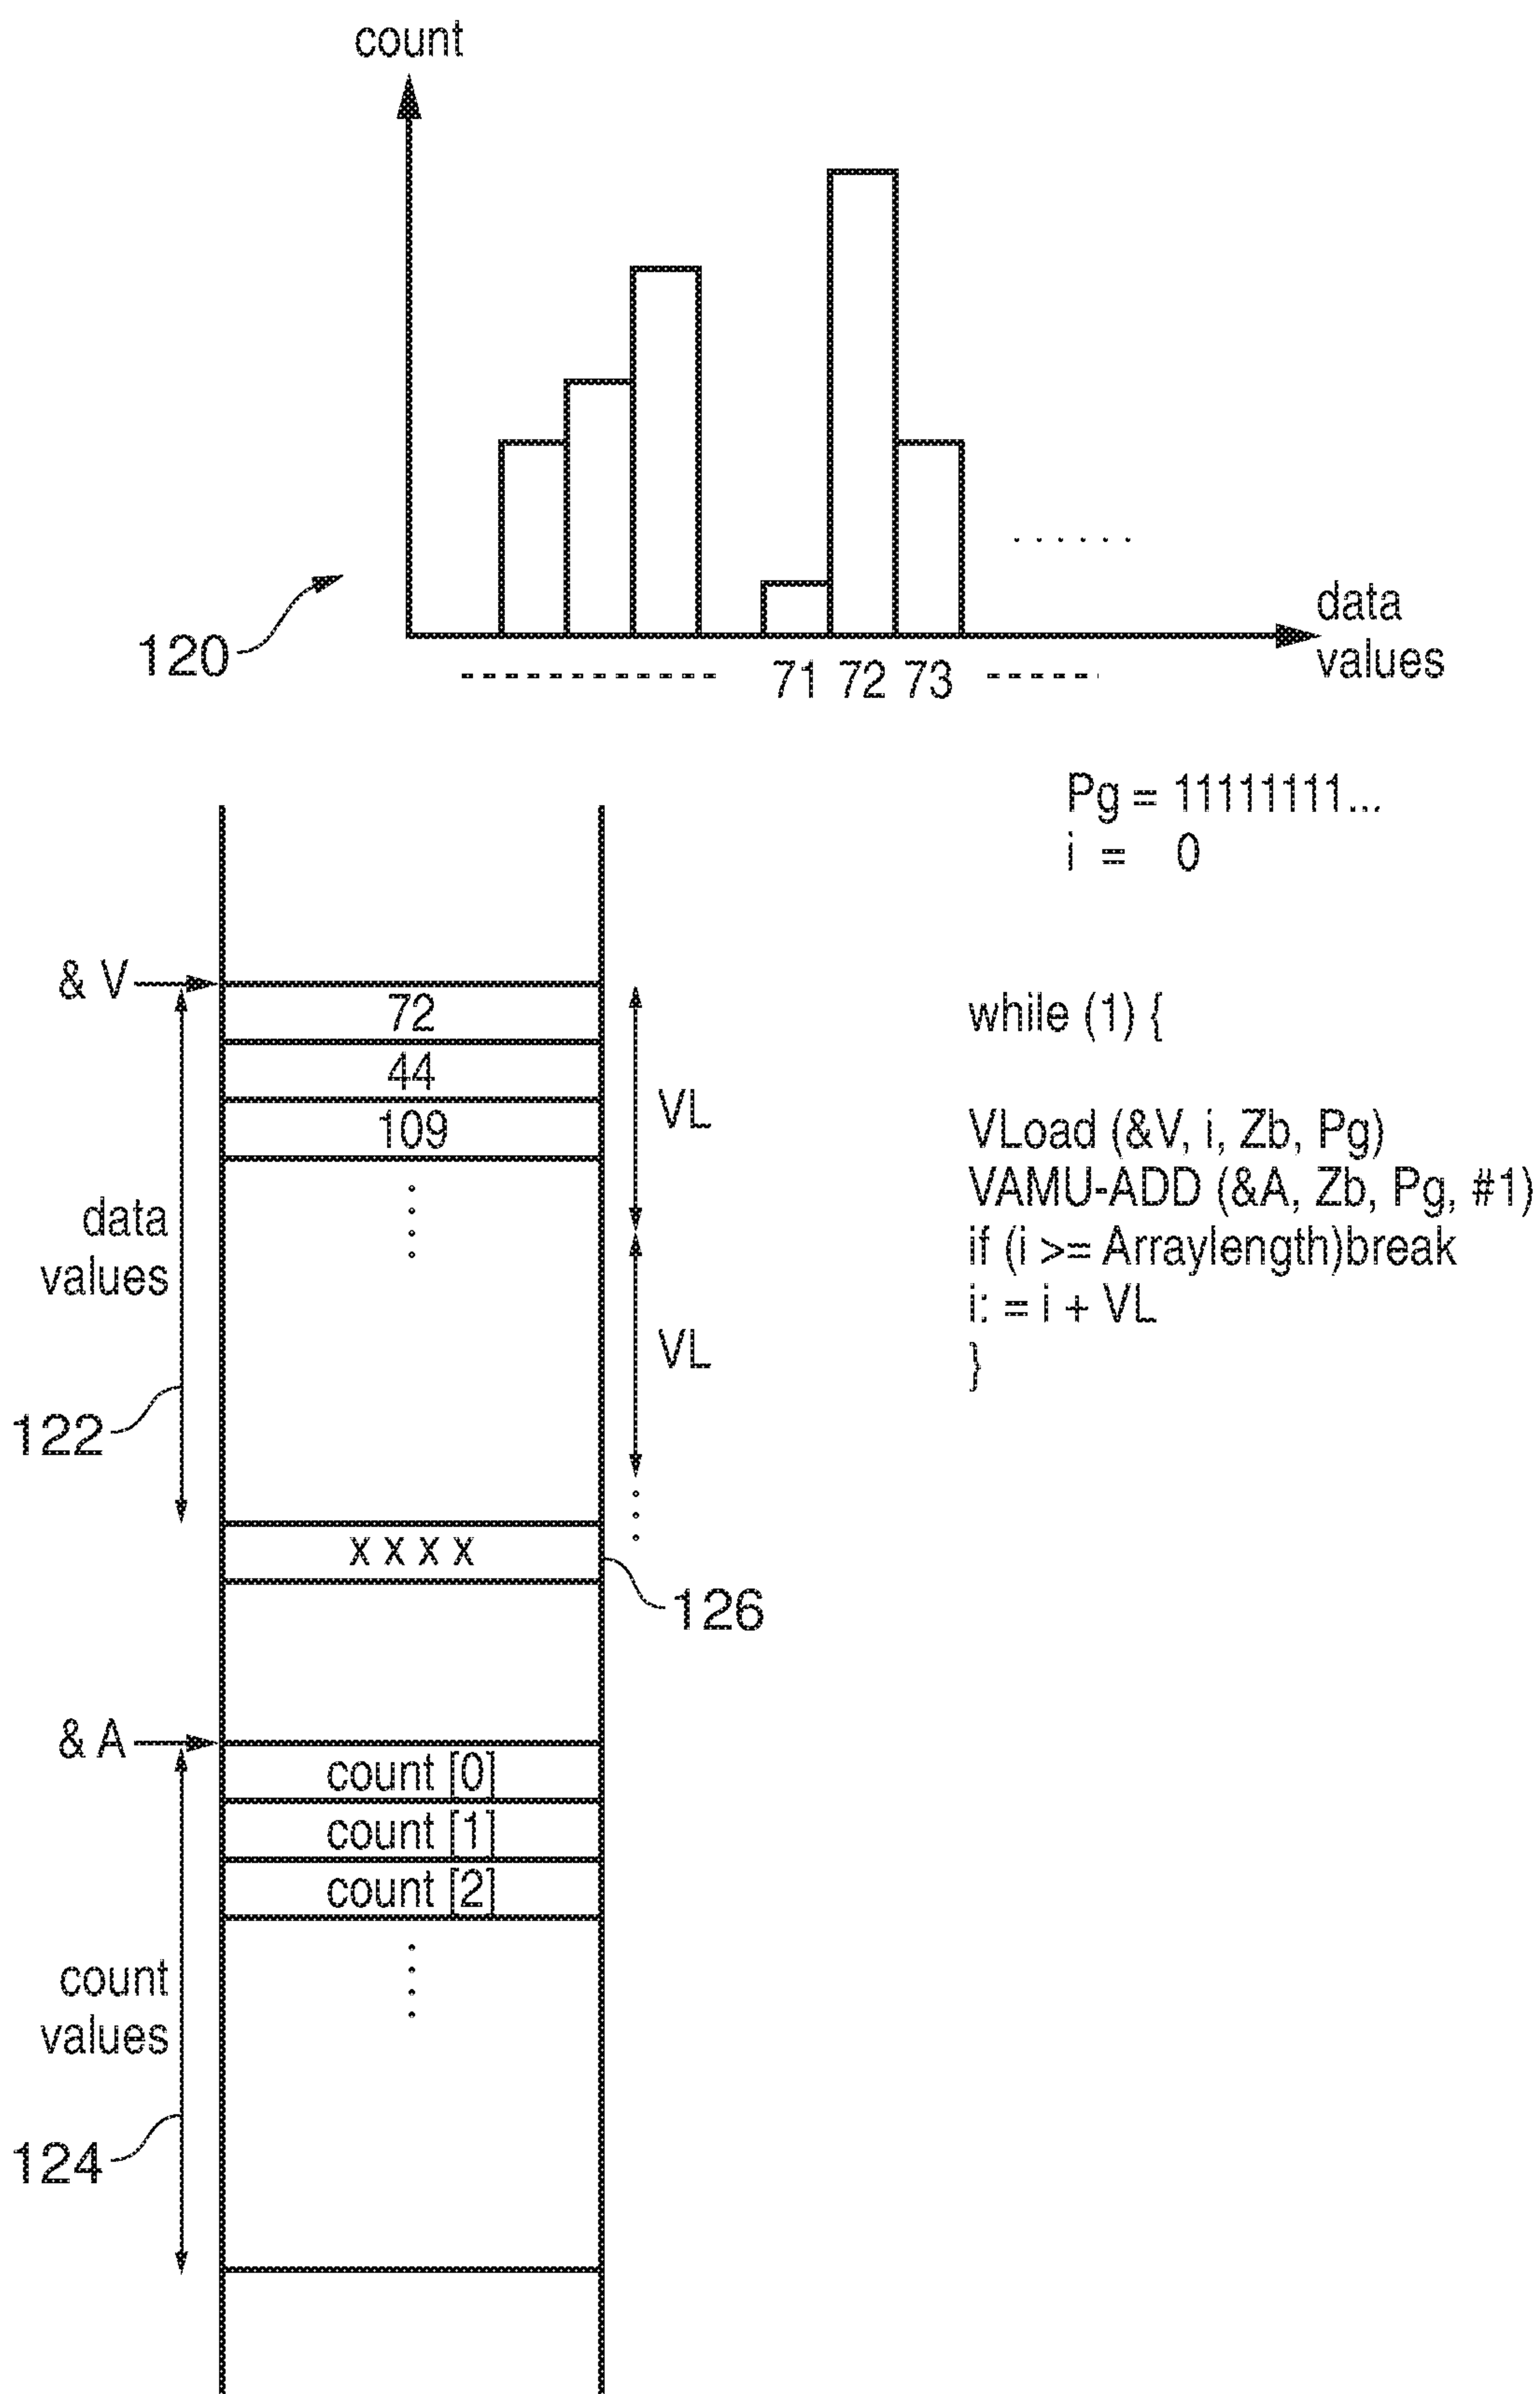 count
120
data
values
71 72 73
Pg = 11111111...
i = 0
& V
72
44
109
data
values
122
VL
VL
x x x x
126
while (1) {
VLoad (&V, i, Zb, Pg)
VAMU-ADD (&A, Zb, Pg, #1)
if (i >= Arraylength)break
i: = i + VL
}
& A
count [0]
count [1]
count [2]
count
values
124